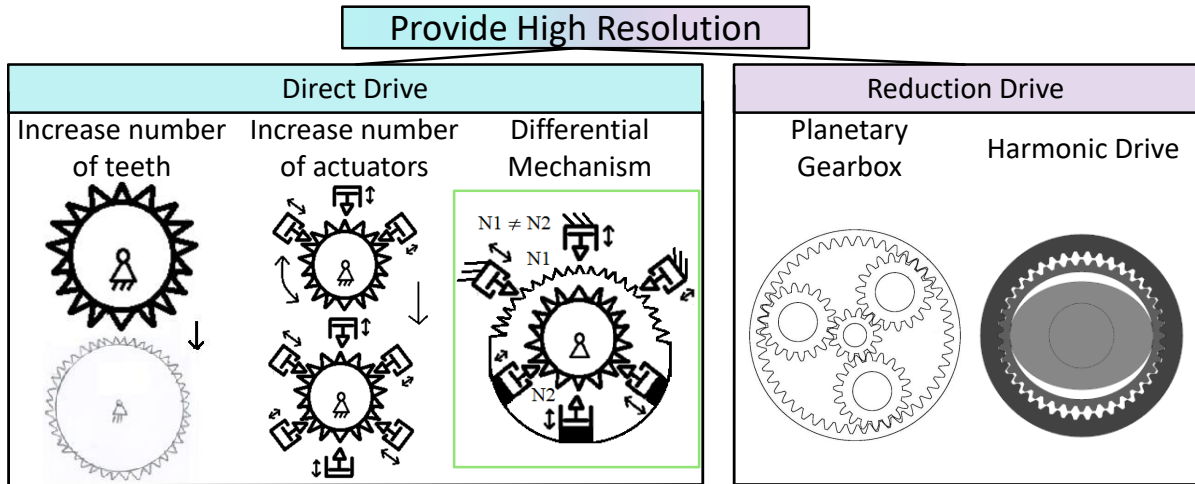 Provide High Resolution
Direct Drive
Increase number
of teeth
Increase number
of actuators
Differential
Mechanism
N1 ≠ N2
N1
N2
Reduction Drive
Planetary
Gearbox
Harmonic Drive